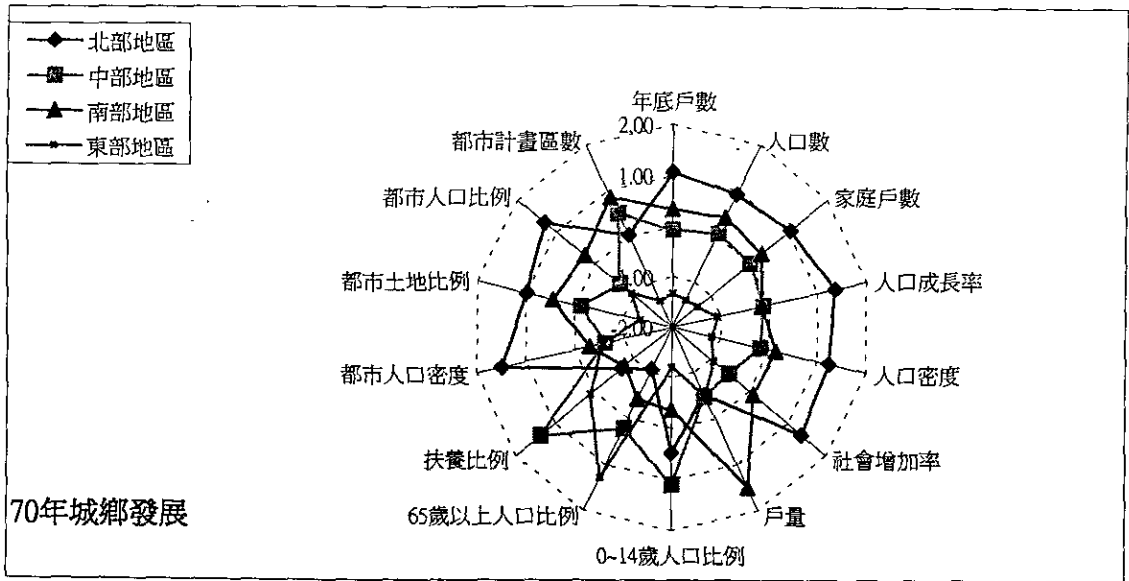 北部地區
中部地區
南部地區
東部地區
年底戶數
2.00
人口數
1.00
家庭戶數
人口成長率
人口密度
社會增加率
戶量
0~14歲人口比例
65歲以上人口比例
扶養比例
都市人口密度
都市土地比例
都市人口比例
都市計畫區數
-2.00
70年城鄉發展